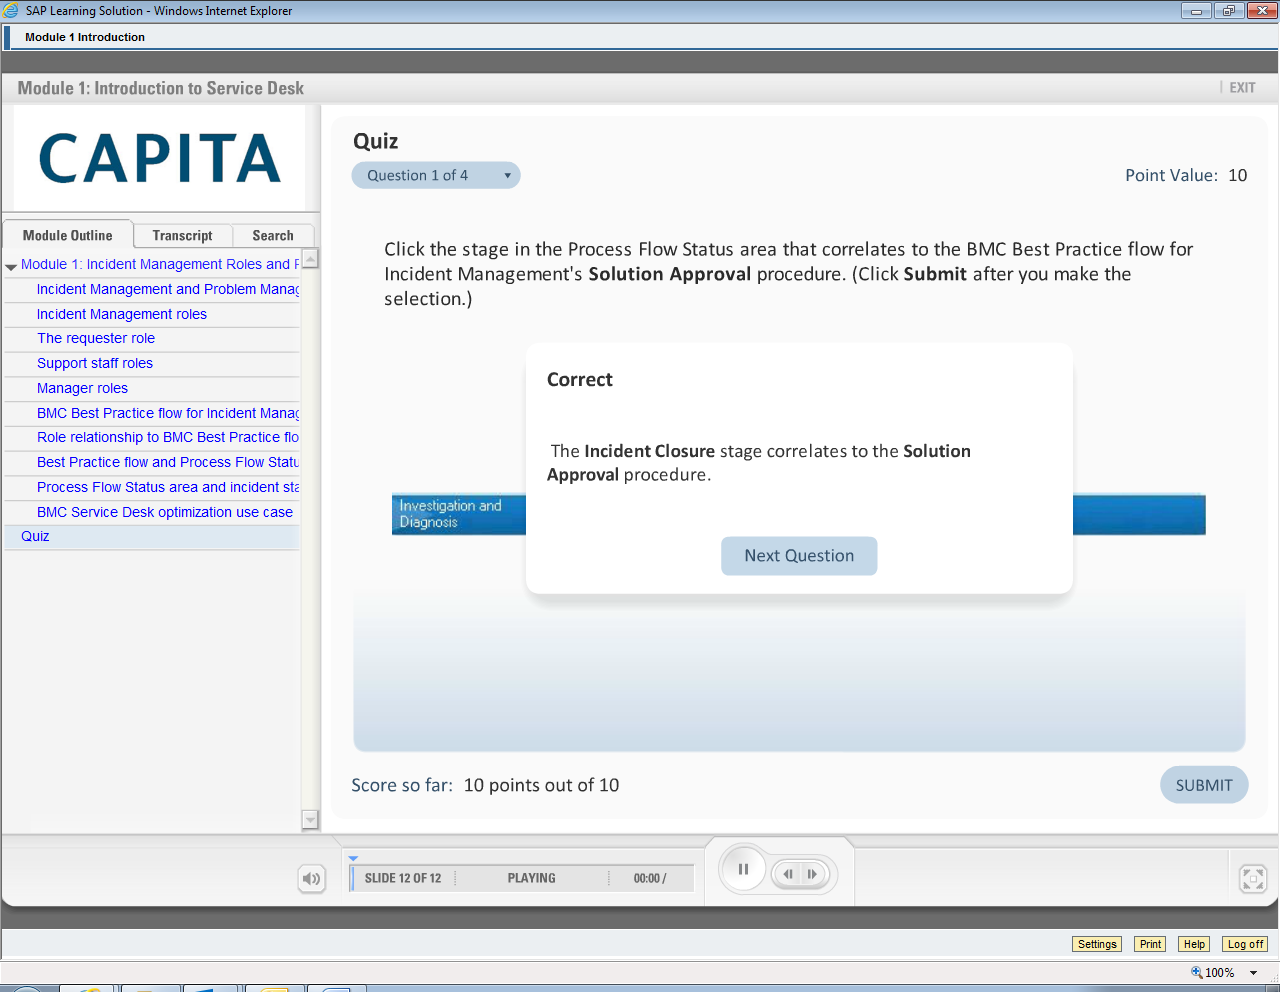 SAP Learning Solution - Windows Internet Explorer
Module 1 Introduction
Module 1: Introduction to Service Desk
EXIT
CAPITA
Module Outline
Transcript
Search
Module 1: Incident Management Roles and
Incident Management and Problem
Incident Management roles
The requester role
Support staff roles
Manager roles
BMC Best Practice flow for Incident
Role relationship to BMC Best Practice
Best Practice flow and Process Flow
Process Flow Status area and incident
BMC Service Desk optimization use case
Quiz
Quiz
Question 1 of 4
Point Value: 10
Click the stage in the Process Flow Status area that correlates to the BMC Best Practice flow for
Incident Management's Solution Approval procedure. (Click Submit after you make the
selection.)
Correct
The Incident Closure stage correlates to the Solution
Approval procedure.
Investigation and
Diagnosis
Next Question
Score so far: 10 points out of 10
SUBMIT
SLIDE 12 OF 12
PLAYING
00:00 /
Settings
Print
Help
Log off
100%